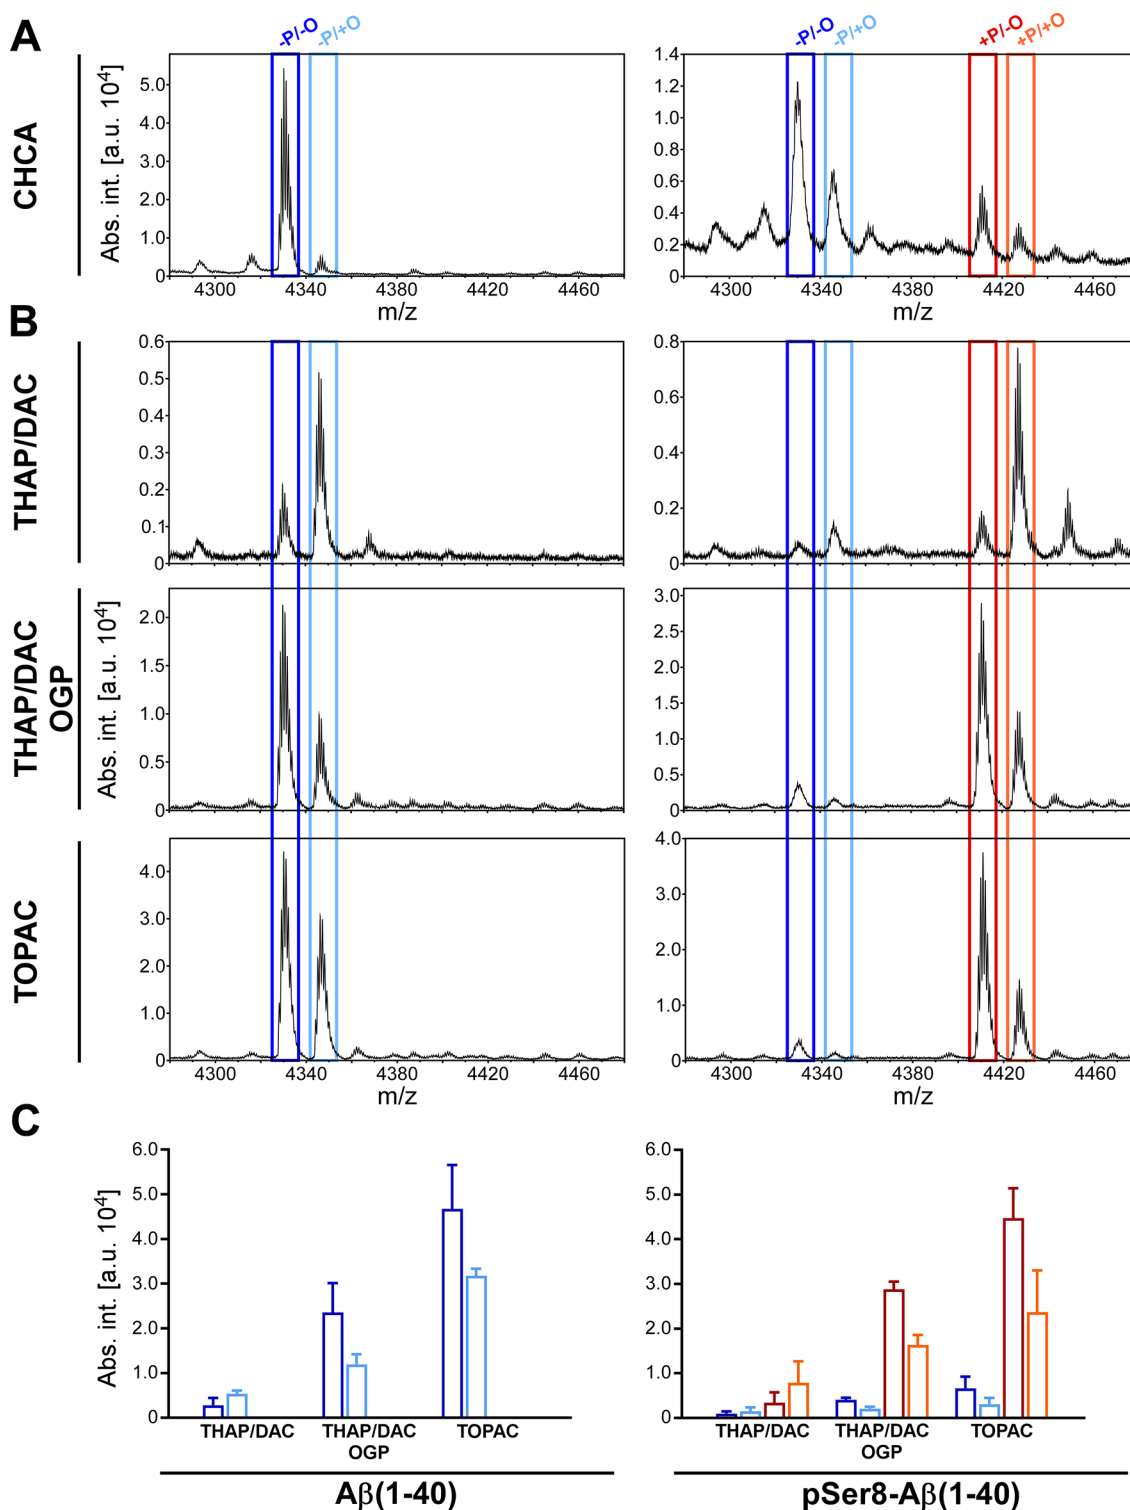 A
-P/-O
-P/+O
-P/-O
-P/+O
+P/-O
+P/+O
CHCA
Abs. int. [a.u. 10⁴]
5.0
4.0
3.0
2.0
1.0
0
4300
4340
4380
4420
4460
m/z
1.4
1.2
1.0
0.8
0.6
0.4
0.2
0
4300
4340
4380
4420
4460
m/z
B
THAP/DAC
0.6
0.5
0.4
0.3
0.2
0.1
0
0.8
0.6
0.4
0.2
0
THAP/DAC
OGP
Abs. int. [a.u. 10⁴]
2.0
1.5
1.0
0.5
0
3.0
2.5
2.0
1.5
1.0
0.5
0
TOPAC
4.0
3.0
2.0
1.0
0
4300
4340
4380
4420
4460
m/z
4.0
3.0
2.0
1.0
0
4300
4340
4380
4420
4460
m/z
C
Abs. int. [a.u. 10⁴]
6.0
5.0
4.0
3.0
2.0
1.0
0
THAP/DAC
THAP/DAC
OGP
TOPAC
Aβ(1-40)
6.0
5.0
4.0
3.0
2.0
1.0
0
THAP/DAC
THAP/DAC
OGP
TOPAC
pSer8-Aβ(1-40)